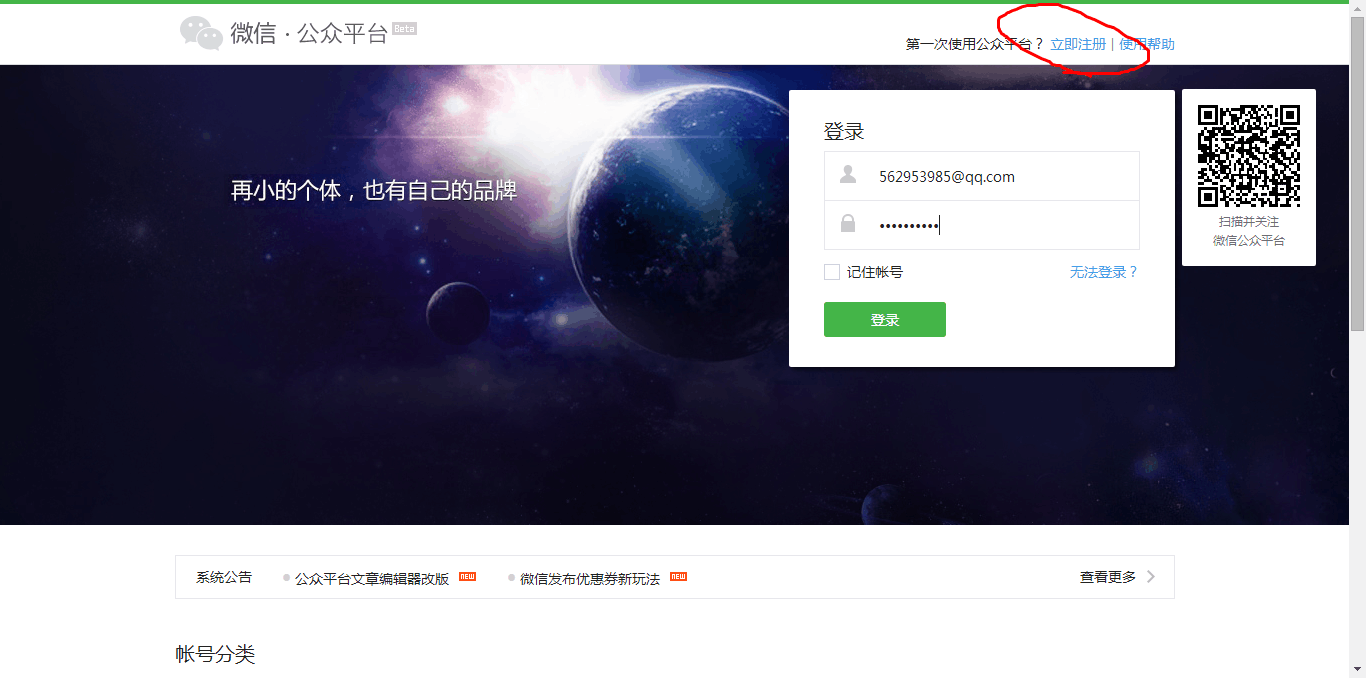 微信 · 公众平台 Beta
第一次使用公众平台？ 立即注册 | 使用帮助
登录
562953985@qq.com
再小的个体，也有自己的品牌
••••••••••
扫描并关注
微信公众平台
记住帐号 无法登录？
登录
系统公告 公众平台文章编辑器改版 NEW 微信发布优惠券新玩法 NEW 查看更多
帐号分类